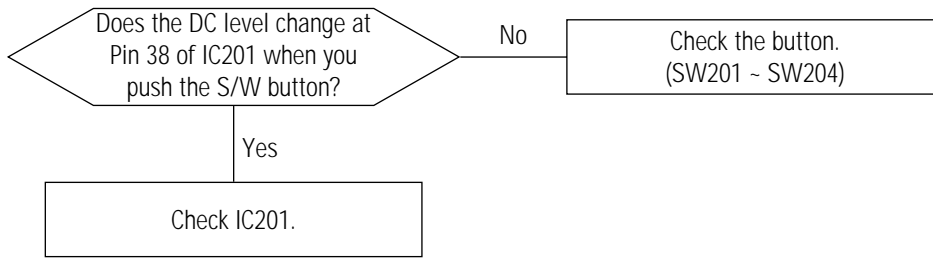 Does the DC level change at
Pin 38 of IC201 when you
push the S/W button?
No
Check the button.
(SW201 ~ SW204)
Yes
Check IC201.